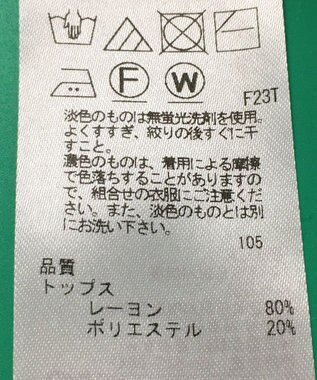 F W
F23T
淡色のものは無蛍光洗剤を使用。
よくすすぎ、絞りの後すぐに干
すこと。
濃色のものは、着用による摩擦
で色落ちすることがありますの
で、組合せの衣服にご注意くだ
さい。また、淡色のものとは別
にお洗い下さい。
105
品質
トップス
レーヨン 80%
ポリエステル 20%